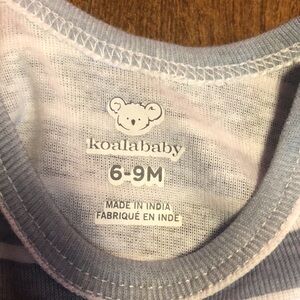 koalababy
6-9M
MADE IN INDIA
FABRIQUÉ EN INDE